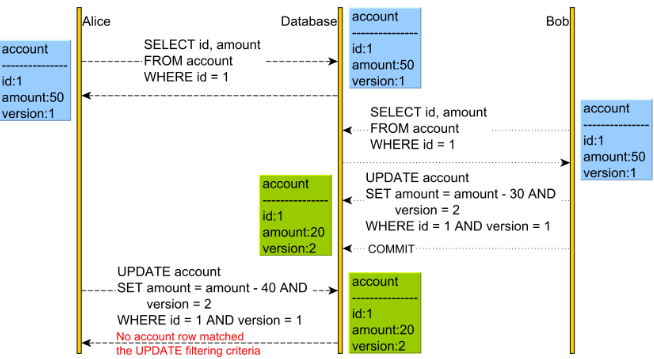 Alice
Database
Bob
account
---------------
id:1
amount:50
version:1
SELECT id, amount
FROM account
WHERE id = 1
account
---------------
id:1
amount:50
version:1
SELECT id, amount
FROM account
WHERE id = 1
account
---------------
id:1
amount:50
version:1
UPDATE account
SET amount = amount - 30 AND
version = 2
WHERE id = 1 AND version = 1
account
---------------
id:1
amount:20
version:2
COMMIT
UPDATE account
SET amount = amount - 40 AND
version = 2
WHERE id = 1 AND version = 1
account
---------------
id:1
amount:20
version:2
No account row matched
the UPDATE filtering criteria